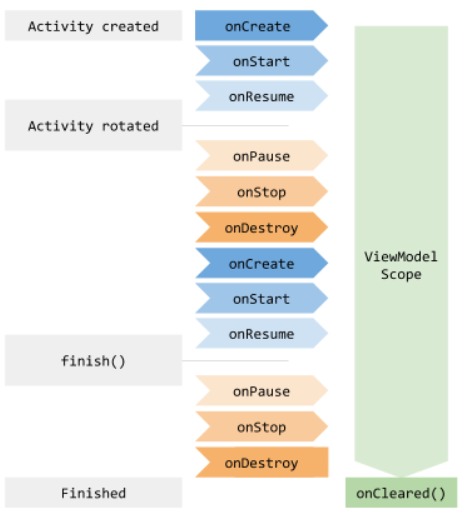 Activity created
onCreate
onStart
onResume
Activity rotated
onPause
onStop
onDestroy
onCreate
onStart
onResume
finish()
onPause
onStop
onDestroy
Finished
ViewModel
Scope
onCleared()